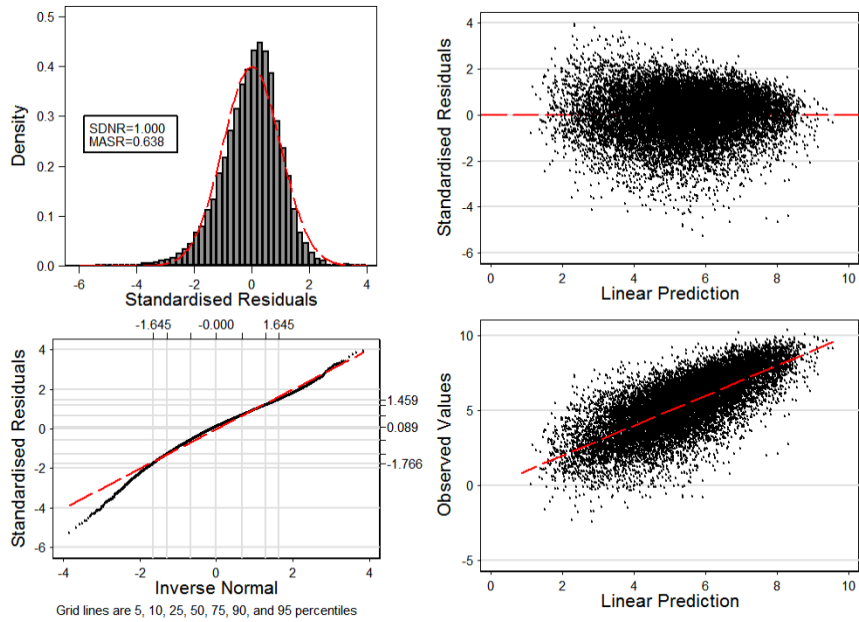 0.5
0.4
0.3
0.2
0.1
0.0
Density
SDNR=1.000
MASR=0.638
-6 -4 -2 0 2 4
Standardised Residuals
4
2
0
-2
-4
-6
Standardised Residuals
0 2 4 6 8 10
Linear Prediction
-1.645 -0.000 1.645
4
2
0
-2
-4
-6
Standardised Residuals
1.459
0.089
-1.766
-4 -2 0 2 4
Inverse Normal
Grid lines are 5, 10, 25, 50, 75, 90, and 95 percentiles
10
5
0
-5
Observed Values
0 2 4 6 8 10
Linear Prediction